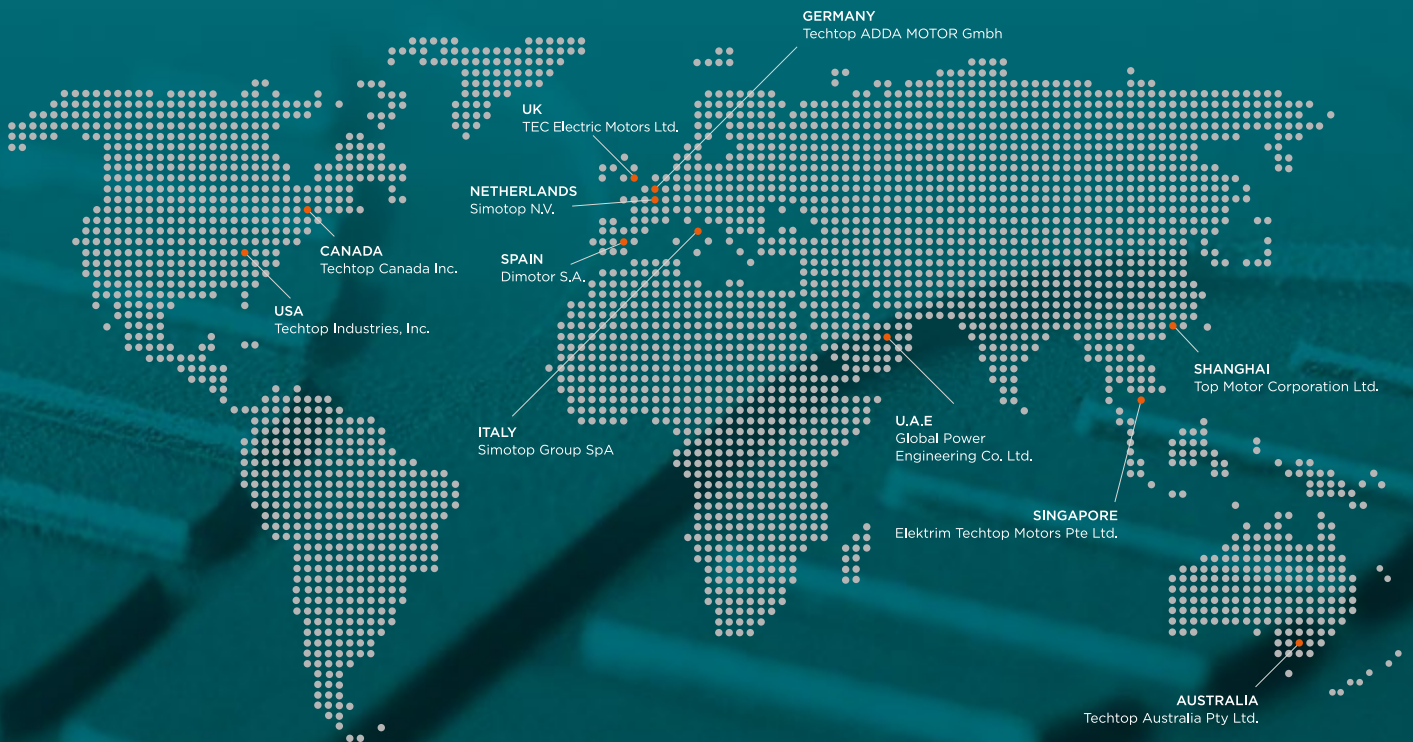 GERMANY
Techtop ADDA MOTOR Gmbh
UK
TEC Electric Motors Ltd.
NETHERLANDS
Simotop N.V.
CANADA
Techtop Canada Inc.
SPAIN
Dimotor S.A.
USA
Techtop Industries, Inc.
SHANGHAI
Top Motor Corporation Ltd.
ITALY
Simotop Group SpA
U.A.E
Global Power
Engineering Co. Ltd.
SINGAPORE
Elektrim Techtop Motors Pte Ltd.
AUSTRALIA
Techtop Australia Pty Ltd.